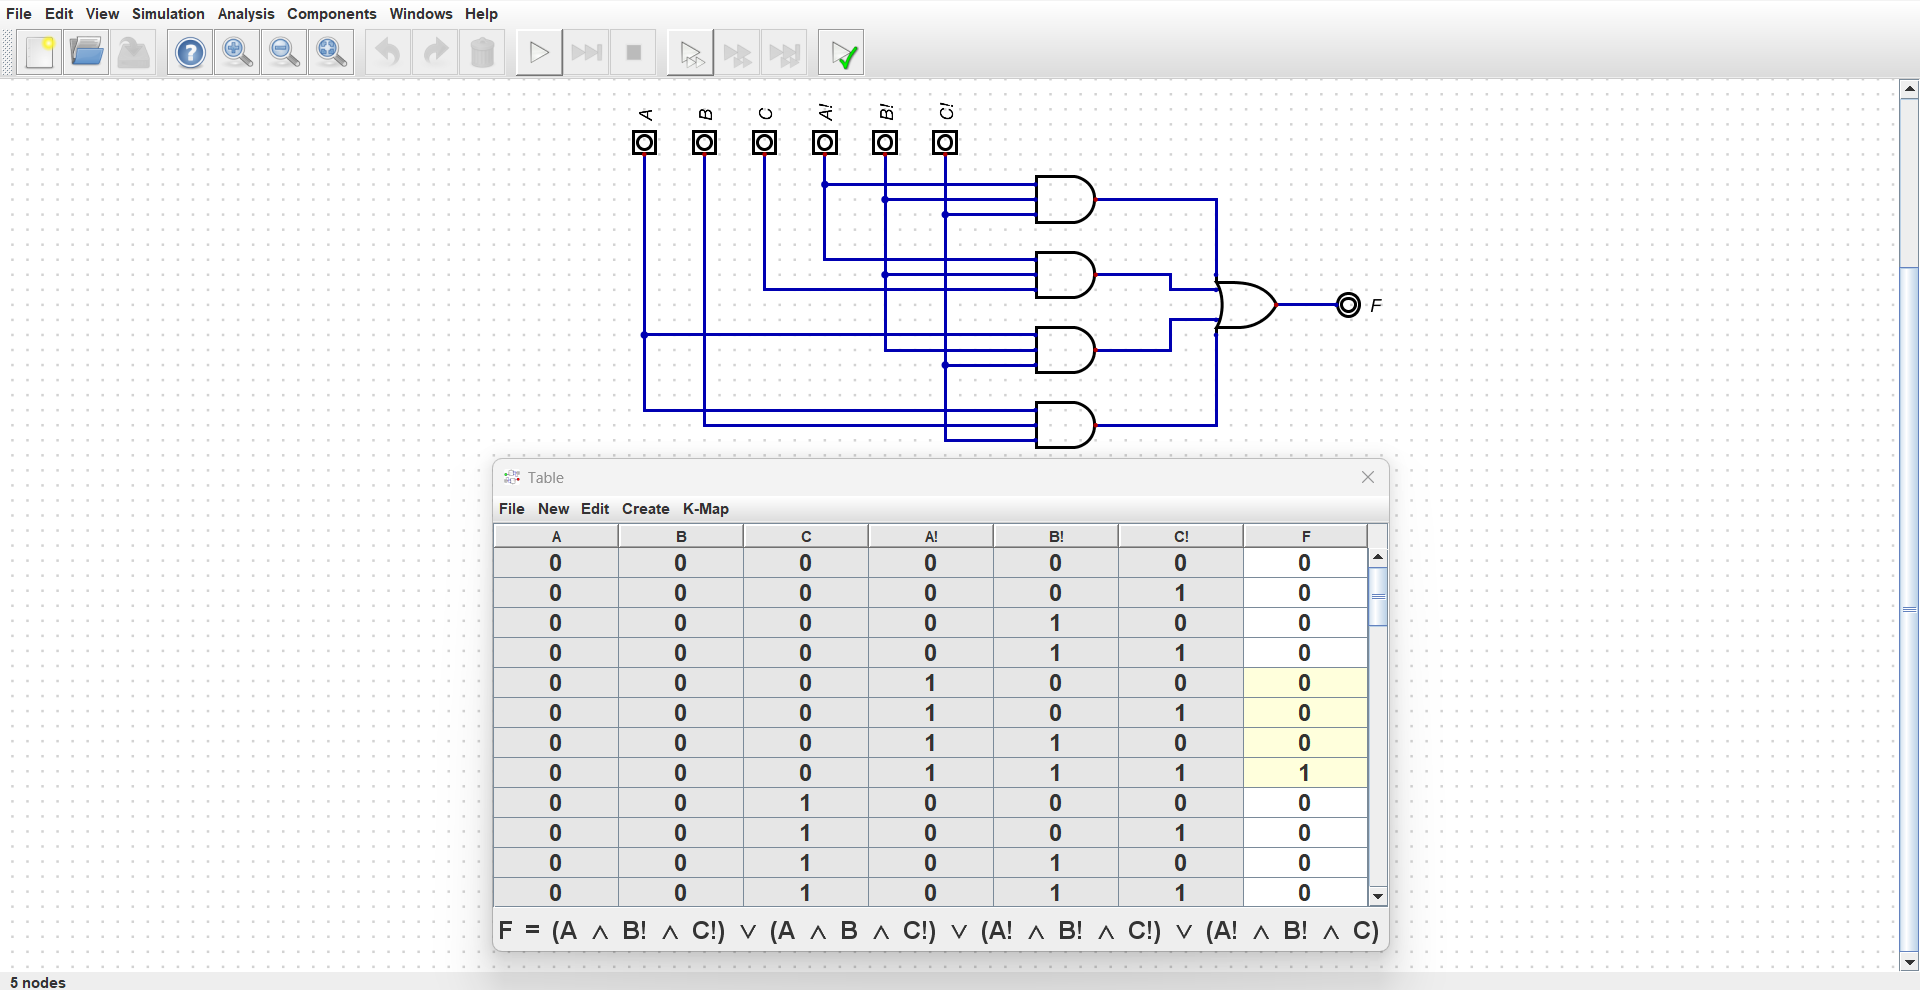 File Edit View Simulation Analysis Components Windows Help
?
A B C A! B! C!
F
Table
File New Edit Create K-Map
A B C A! B! C! F
0 0 0 0 0 0 0
0 0 0 0 0 1 0
0 0 0 0 1 0 0
0 0 0 0 1 1 0
0 0 0 1 0 0 0
0 0 0 1 0 1 0
0 0 0 1 1 0 0
0 0 0 1 1 1 1
0 0 1 0 0 0 0
0 0 1 0 0 1 0
0 0 1 0 1 0 0
0 0 1 0 1 1 0
F = (A ∧ B! ∧ C!) ∨ (A ∧ B ∧ C!) ∨ (A! ∧ B! ∧ C!) ∨ (A! ∧ B! ∧ C)
5 nodes